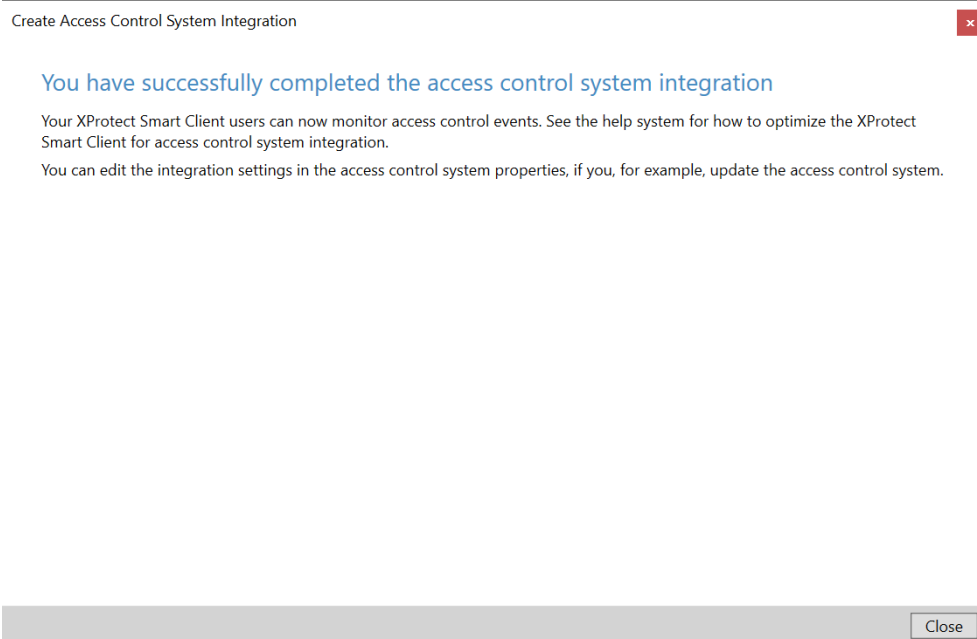 Create Access Control System Integration
x
You have successfully completed the access control system integration
Your XProtect Smart Client users can now monitor access control events. See the help system for how to optimize the XProtect
Smart Client for access control system integration.
You can edit the integration settings in the access control system properties, if you, for example, update the access control system.
Close